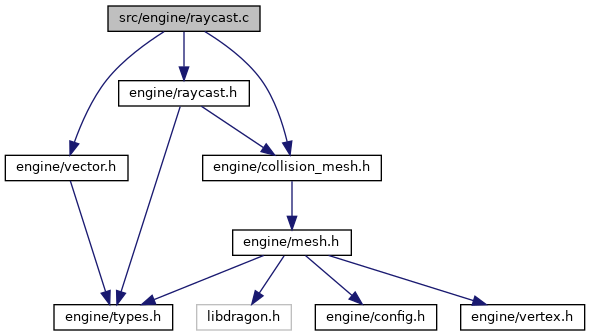 src/engine/raycast.c
engine/raycast.h
engine/vector.h
engine/collision_mesh.h
engine/mesh.h
engine/types.h
libdragon.h
engine/config.h
engine/vertex.h